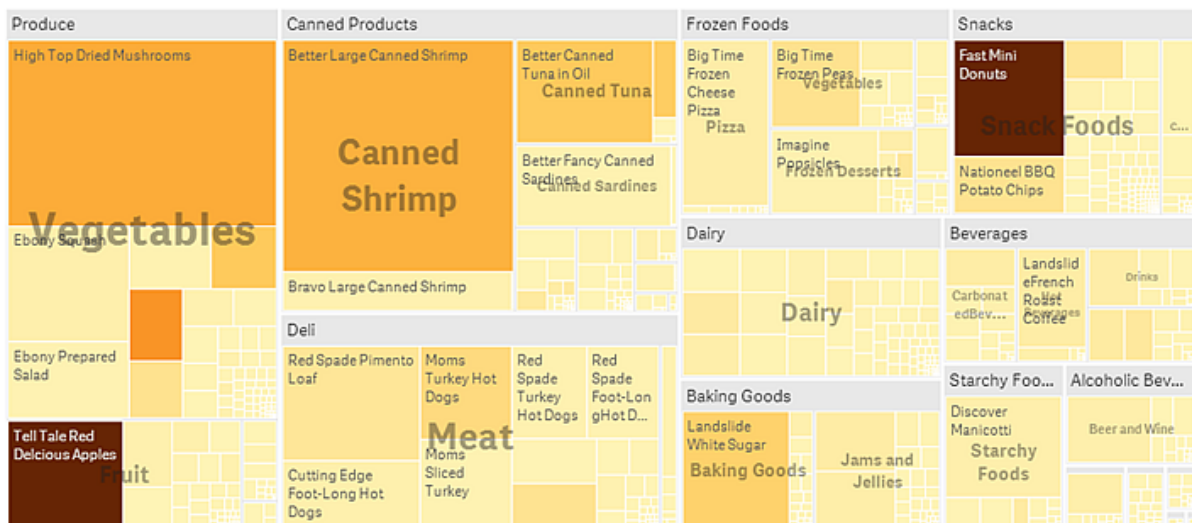 Produce
High Top Dried Mushrooms
Vegetables
Ebony Squash
Ebony Prepared
Salad
Tell Tale Red
Delcious Apples
Fruit
Canned Products
Better Large Canned Shrimp
Canned
Shrimp
Bravo Large Canned Shrimp
Better Canned
Tuna in Oil
Canned Tuna
Better Fancy Canned
Sardines
Canned Sardines
Deli
Red Spade Pimento
Loaf
Cutting Edge
Foot-Long Hot
Dogs
Moms
Turkey Hot
Dogs
Meat
Moms
Sliced
Turkey
Red
Spade
Turkey
Hot Dogs
Red
Spade
Foot-Lon
gHot D...
Frozen Foods
Big Time
Frozen
Cheese
Pizza
Pizza
Big Time
Frozen Peas
Vegetables
Imagine
Popsicles
Frozen Desserts
Snacks
Fast Mini
Donuts
Snack Foods
C...
Nationeel BBQ
Potato Chips
Dairy
Dairy
Beverages
Carbonat
edBev...
Landslid
eFrench
Roast
Coffee
Hot
Beverages
Drinks
Baking Goods
Landslide
White Sugar
Baking Goods
Jams and
Jellies
Starchy Foo...
Discover
Manicotti
Starchy
Foods
Alcoholic Bev...
Beer and Wine